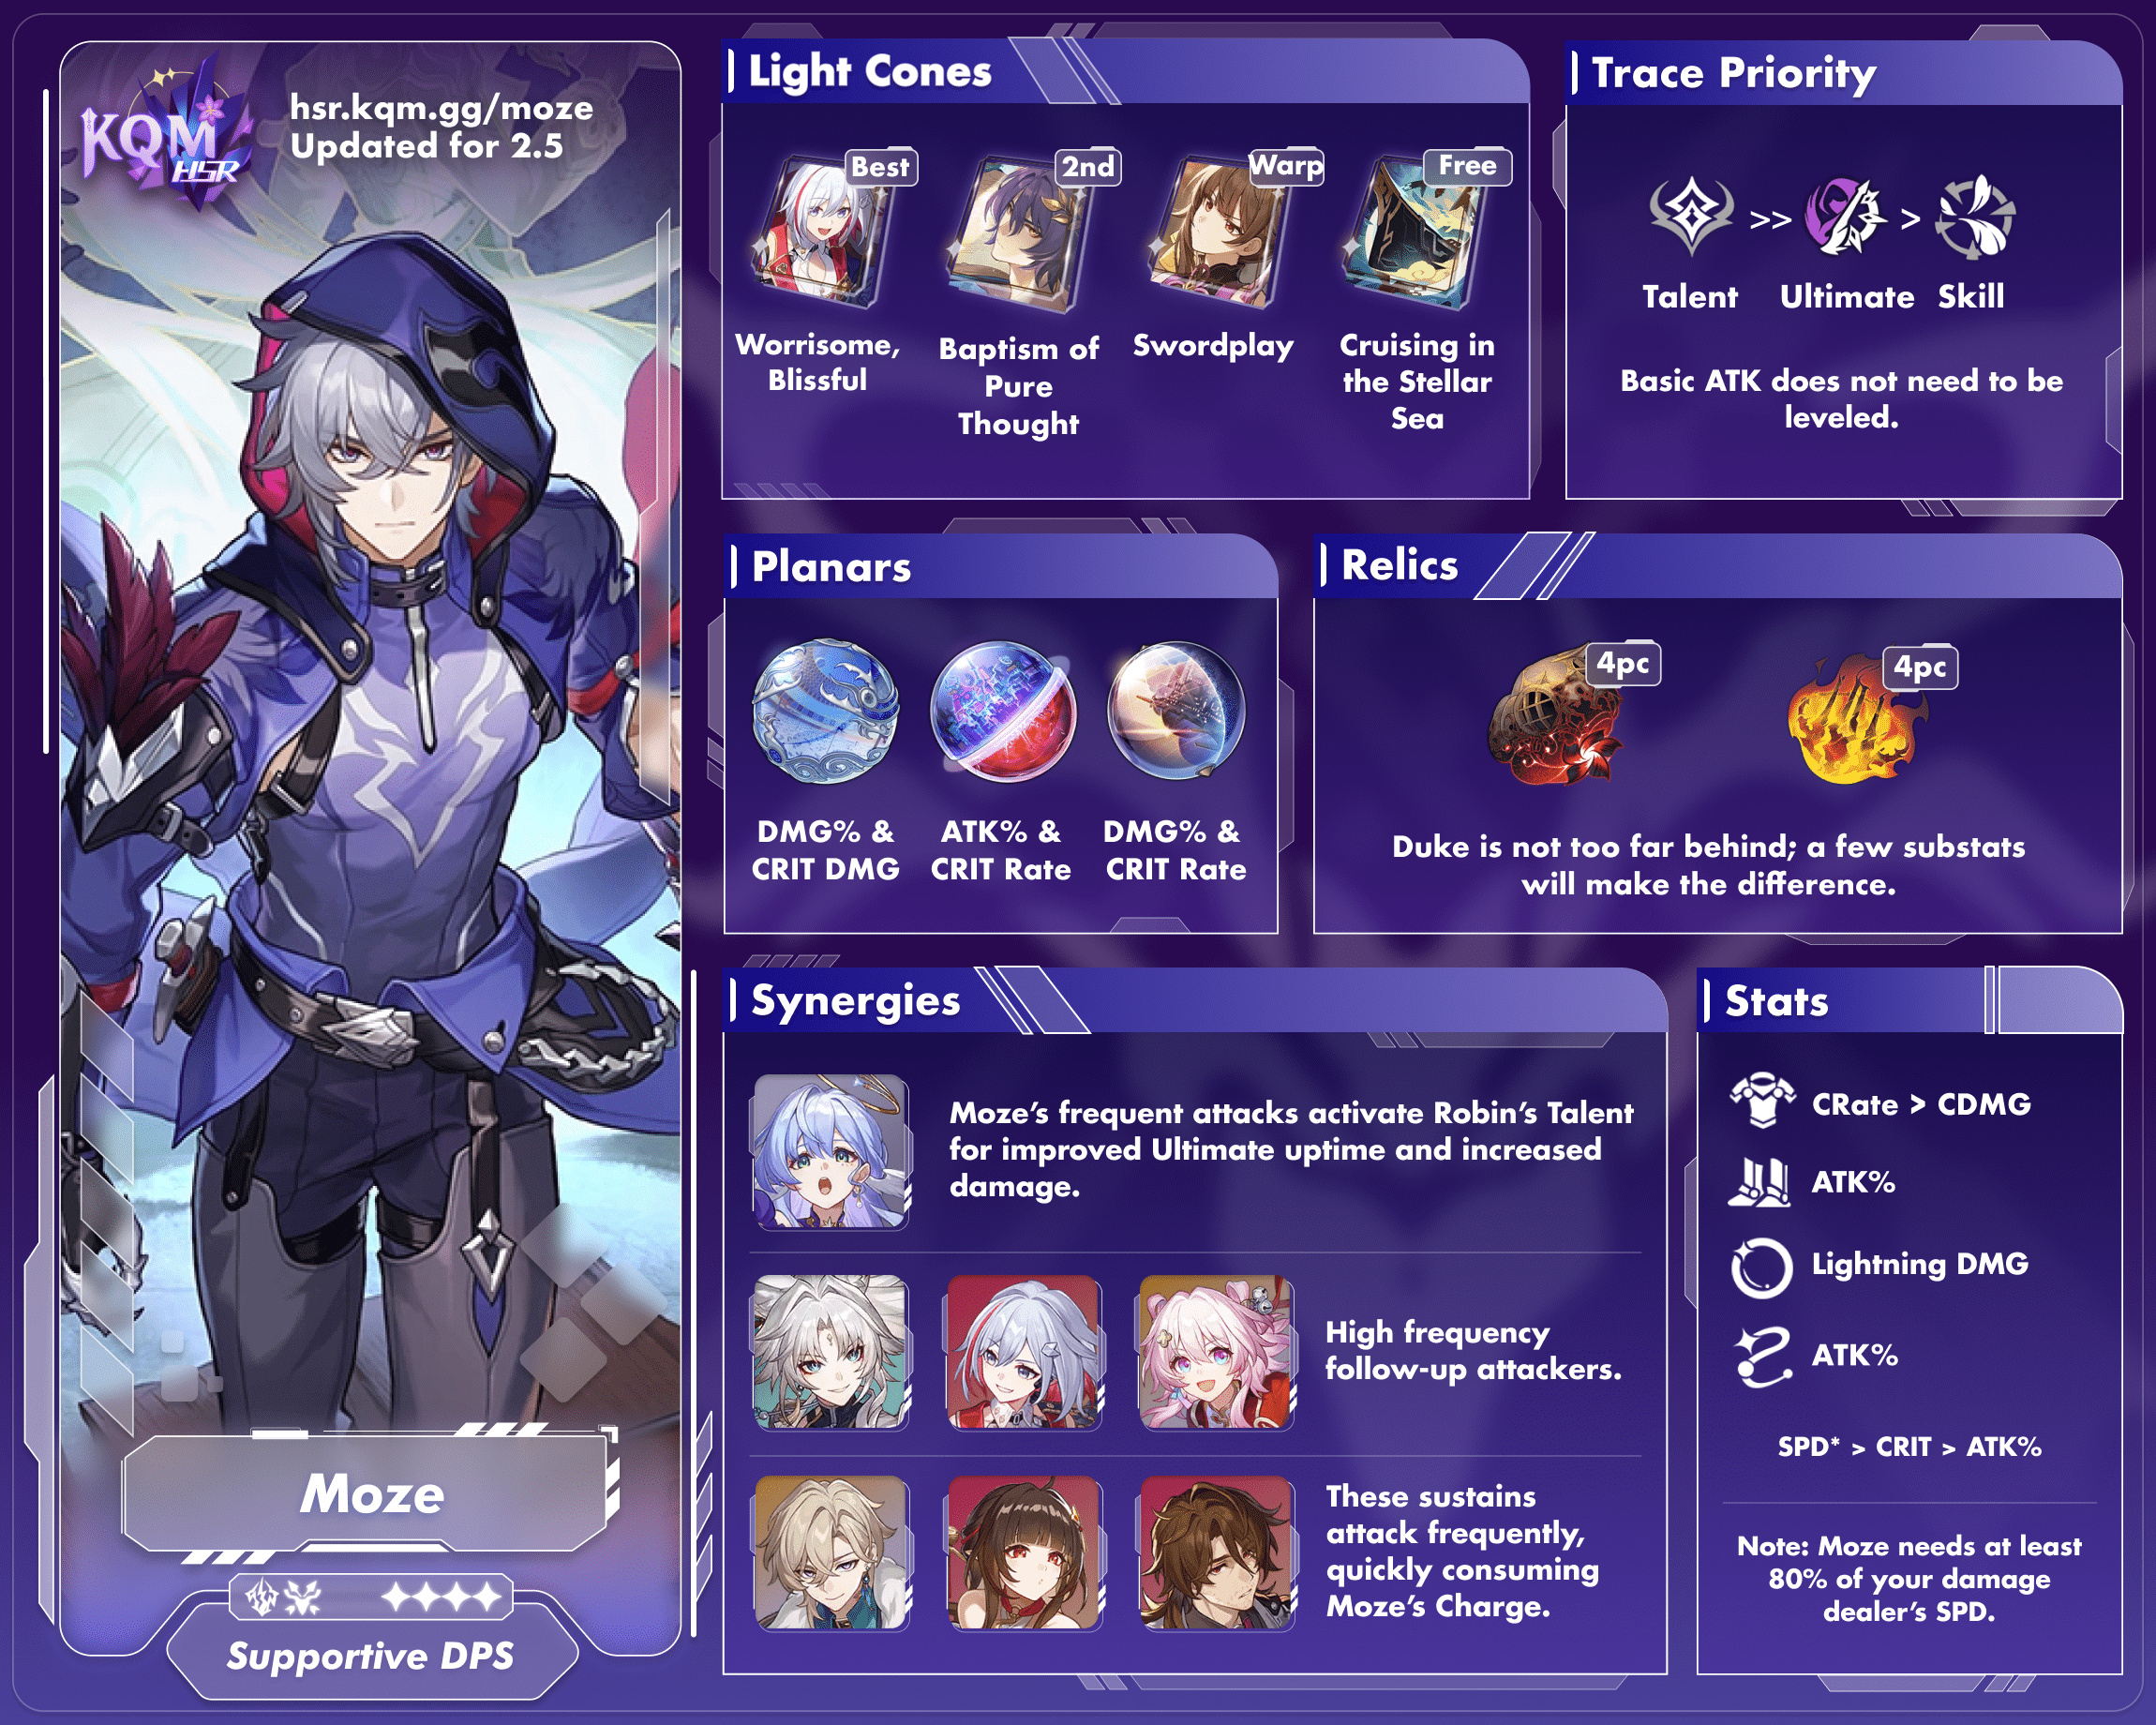 KQM
HSR
hsr.kqm.gg/moze
Updated for 2.5
Moze
Supportive DPS
Light Cones
Best
2nd
Warp
Free
Worrisome,
Blissful
Baptism of
Pure
Thought
Swordplay
Cruising in
the Stellar
Sea
Trace Priority
>>
>
Talent
Ultimate
Skill
Basic ATK does not need to be
leveled.
Planars
DMG% &
CRIT DMG
ATK% &
CRIT Rate
DMG% &
CRIT Rate
Relics
4pc
4pc
Duke is not too far behind; a few substats
will make the difference.
Synergies
Moze's frequent attacks activate Robin's Talent
for improved Ultimate uptime and increased
damage.
High frequency
follow-up attackers.
These sustains
attack frequently,
quickly consuming
Moze's Charge.
Stats
CRate > CDMG
ATK%
Lightning DMG
ATK%
SPD* > CRIT > ATK%
Note: Moze needs at least
80% of your damage
dealer's SPD.